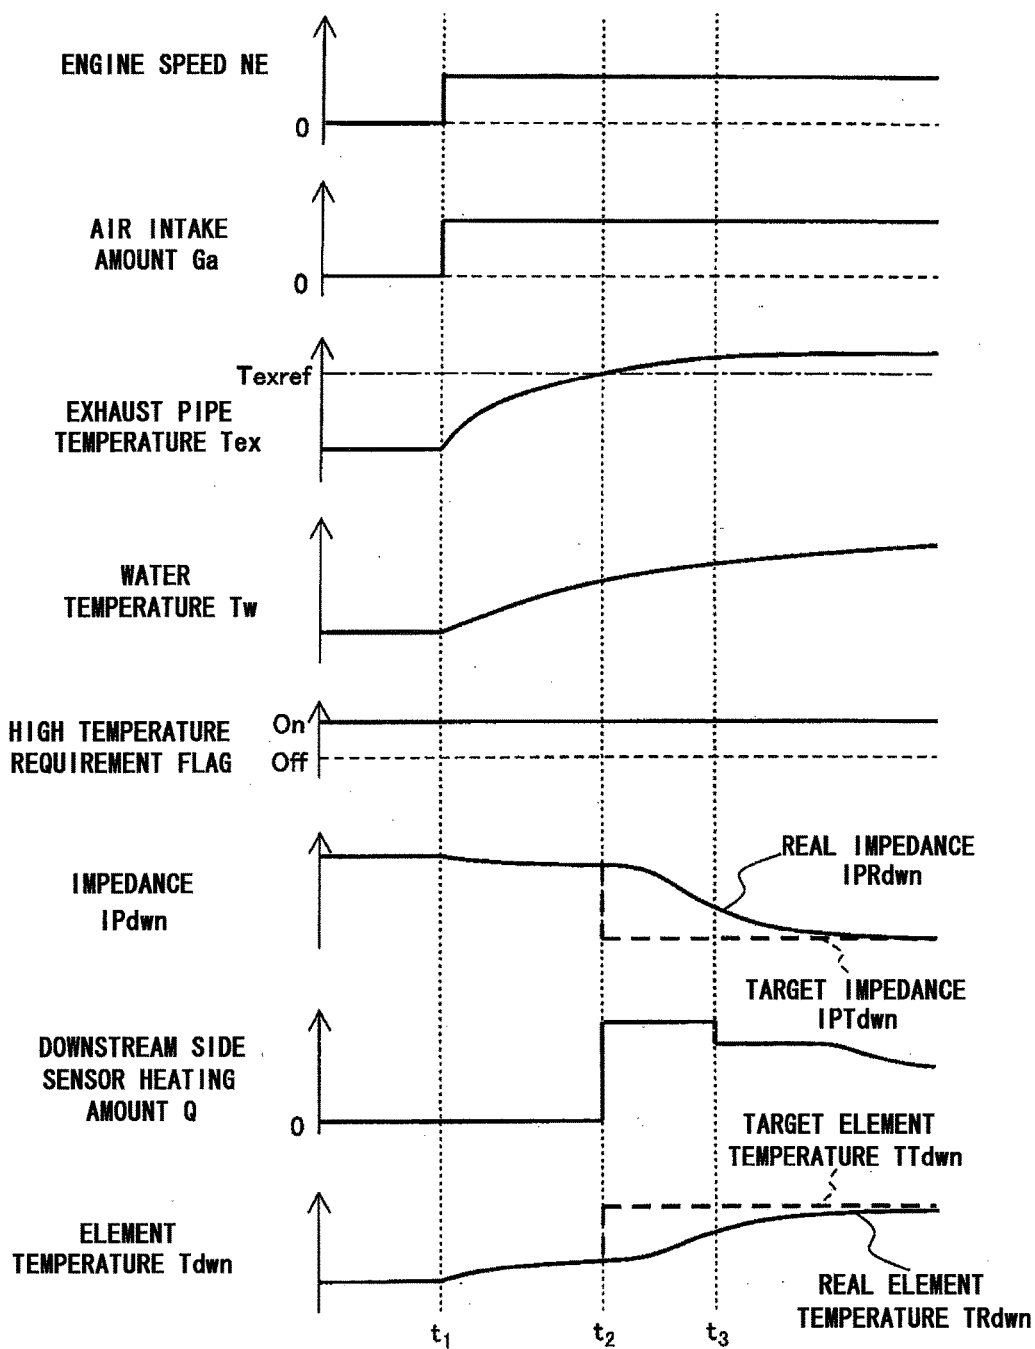 ENGINE SPEED NE
0
AIR INTAKE
AMOUNT Ga
0
Texref
EXHAUST PIPE
TEMPERATURE Tex
WATER
TEMPERATURE Tw
HIGH TEMPERATURE
REQUIREMENT FLAG
On
Off
REAL IMPEDANCE
IPRdwn
IMPEDANCE
IPdwn
TARGET IMPEDANCE
IPTdwn
DOWNSTREAM SIDE
SENSOR HEATING
AMOUNT Q
0
TARGET ELEMENT
TEMPERATURE TTdwn
ELEMENT
TEMPERATURE Tdwn
REAL ELEMENT
TEMPERATURE TRdwn
t1 t2 t3